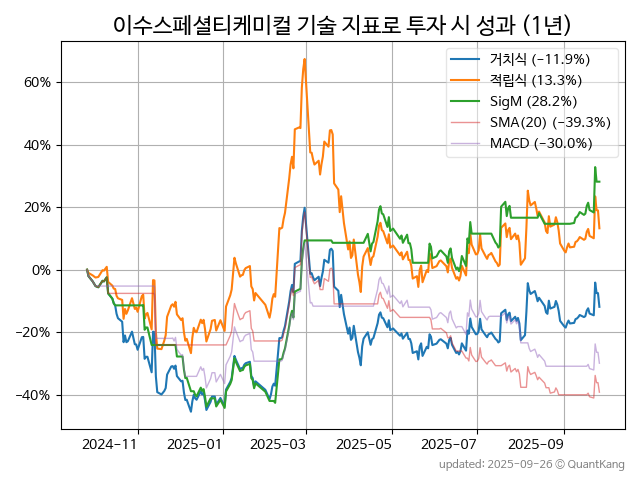 이수스페셜티케미컬 기술 지표로 투자 시 성과 (1년)
거치식 (−11.9%)
적립식 (13.3%)
SigM (28.2%)
SMA(20) (−39.3%)
MACD (−30.0%)
60%
40%
20%
0%
−20%
−40%
2024-11
2025-01
2025-03
2025-05
2025-07
2025-09
updated: 2025-09-26 © QuantKang